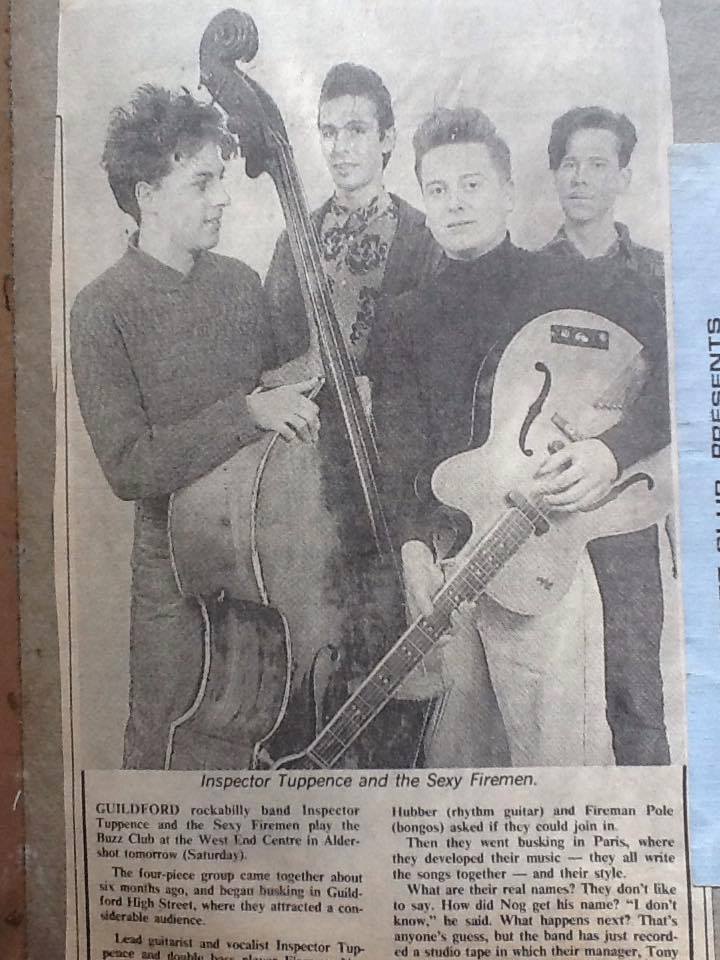 Inspector Tuppence and the Sexy Firemen.
GUILDFORD rockabilly band Inspector
Tuppence and the Sexy Firemen play the
Buzz Club at the West End Centre in Alder-
shot tomorrow (Saturday).
The four-piece group came together about
six months ago, and began busking in Guild-
ford High Street, where they attracted a con-
siderable audience.
Lead guitarist and vocalist Inspector Tup-
pence and double bass player
Hubber (rhythm guitar) and Fireman Pole
(bongos) asked if they could join in.
Then they went busking in Paris, where
they developed their music — they all write
the songs together — and their style.
What are their real names? They don't like
to say. How did Nog get his name? "I don't
know," he said. What happens next? That's
anyone's guess, but the band has just record-
ed a studio tape in which their manager, Tony
PRESENTS